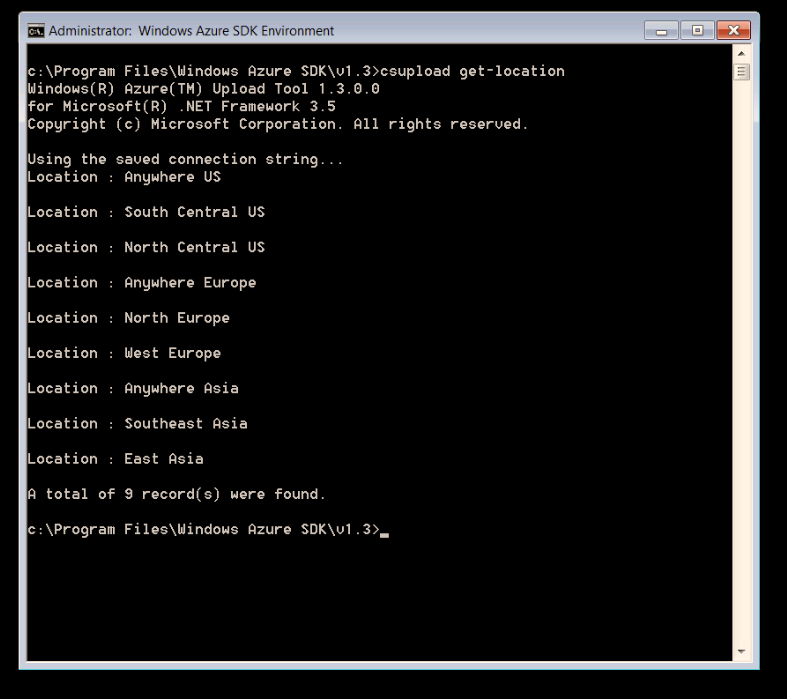 Administrator: Windows Azure SDK Environment
c:\Program Files\Windows Azure SDK\v1.3>csupload get-location
Windows(R) Azure(TM) Upload Tool 1.3.0.0
for Microsoft(R) .NET Framework 3.5
Copyright (c) Microsoft Corporation. All rights reserved.
Using the saved connection string...
Location : Anywhere US
Location : South Central US
Location : North Central US
Location : Anywhere Europe
Location : North Europe
Location : West Europe
Location : Anywhere Asia
Location : Southeast Asia
Location : East Asia
A total of 9 record(s) were found.
c:\Program Files\Windows Azure SDK\v1.3>_